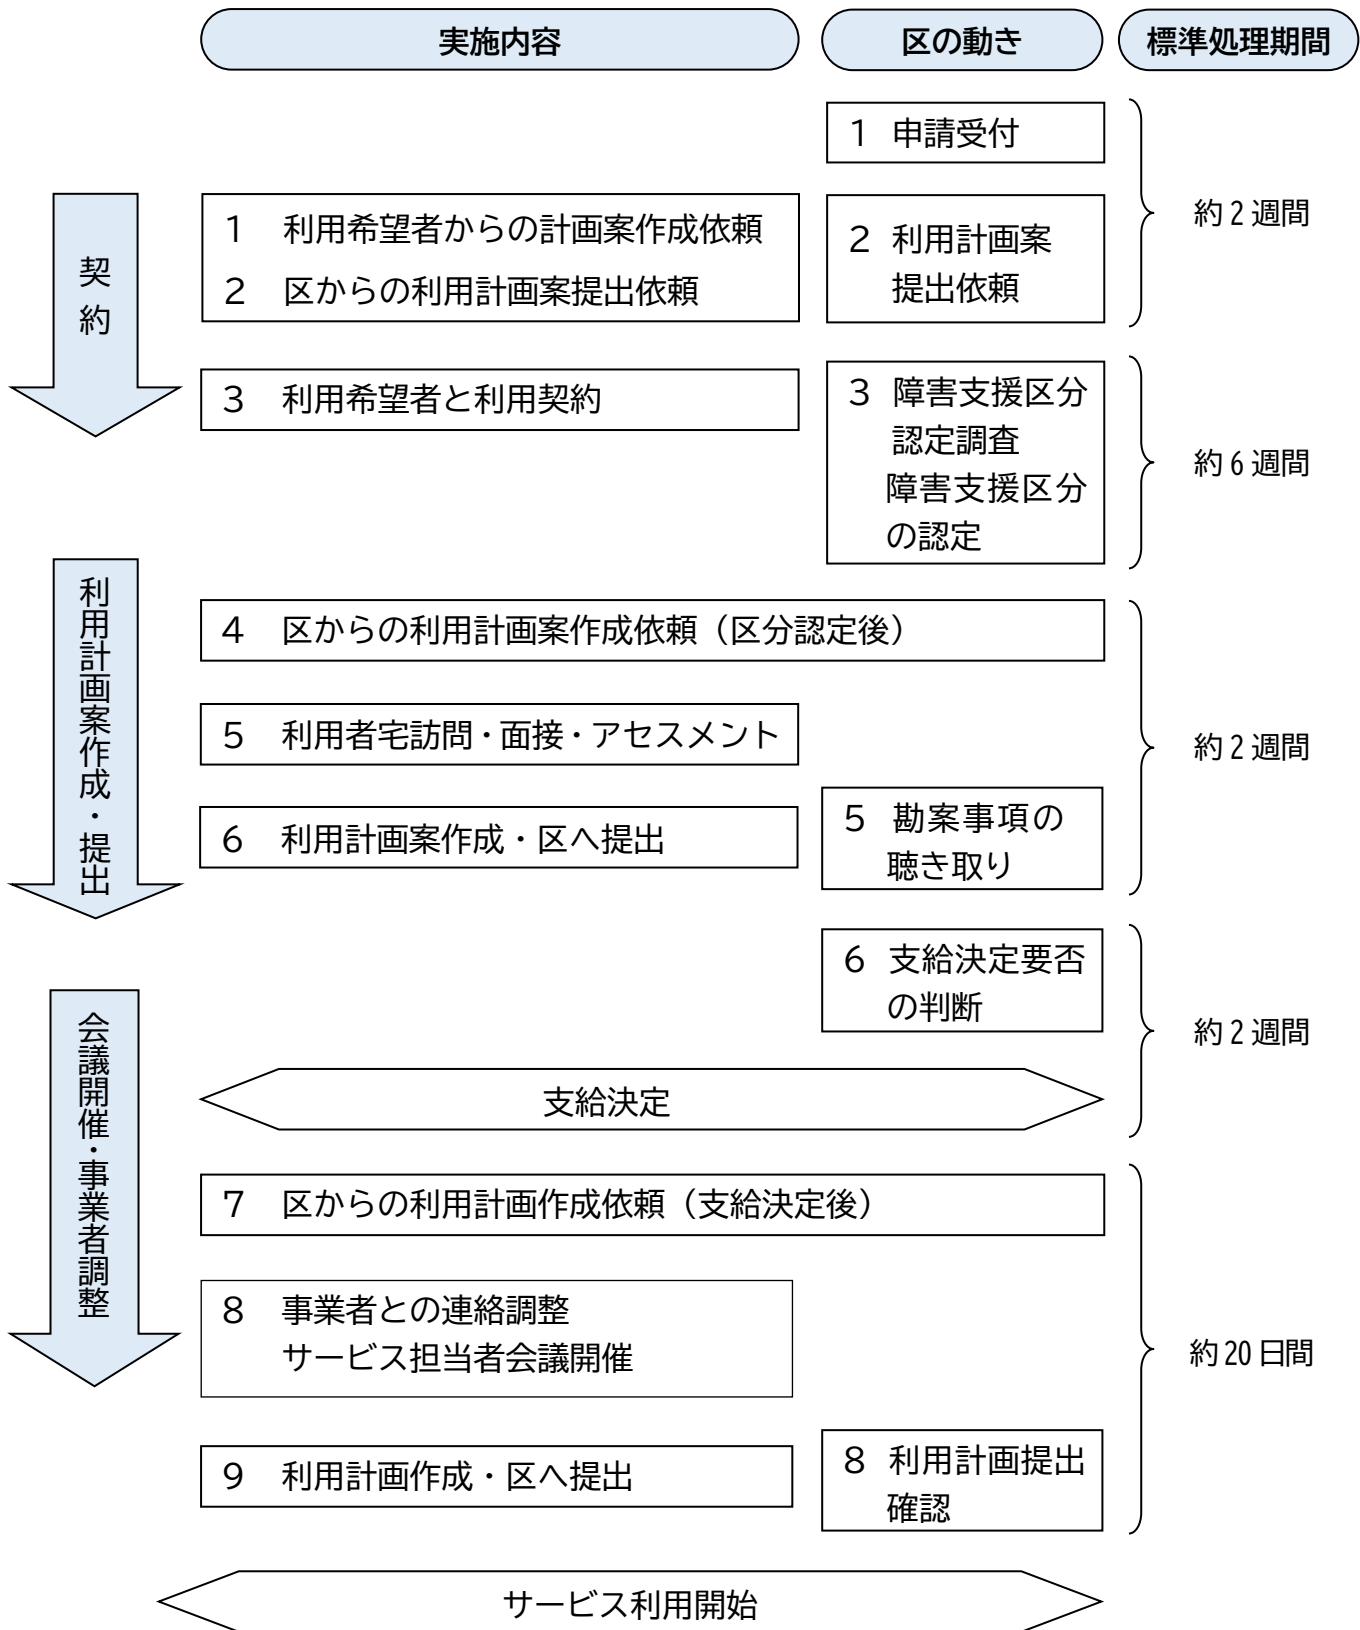 実施内容
区の動き
標準処理期間
1 申請受付
約2週間
契約
1 利用希望者からの計画案作成依頼
2 区からの利用計画案提出依頼
2 利用計画案
提出依頼
3 利用希望者と利用契約
3 障害支援区分
認定調査
障害支援区分
の認定
約6週間
利用計画案作成・提出
4 区からの利用計画案作成依頼（区分認定後）
5 利用者宅訪問・面接・アセスメント
約2週間
6 利用計画案作成・区へ提出
5 勘案事項の
聴き取り
6 支給決定要否
の判断
約2週間
会議開催・事業者調整
支給決定
7 区からの利用計画作成依頼（支給決定後）
8 事業者との連絡調整
サービス担当者会議開催
約20日間
9 利用計画作成・区へ提出
8 利用計画提出
確認
サービス利用開始